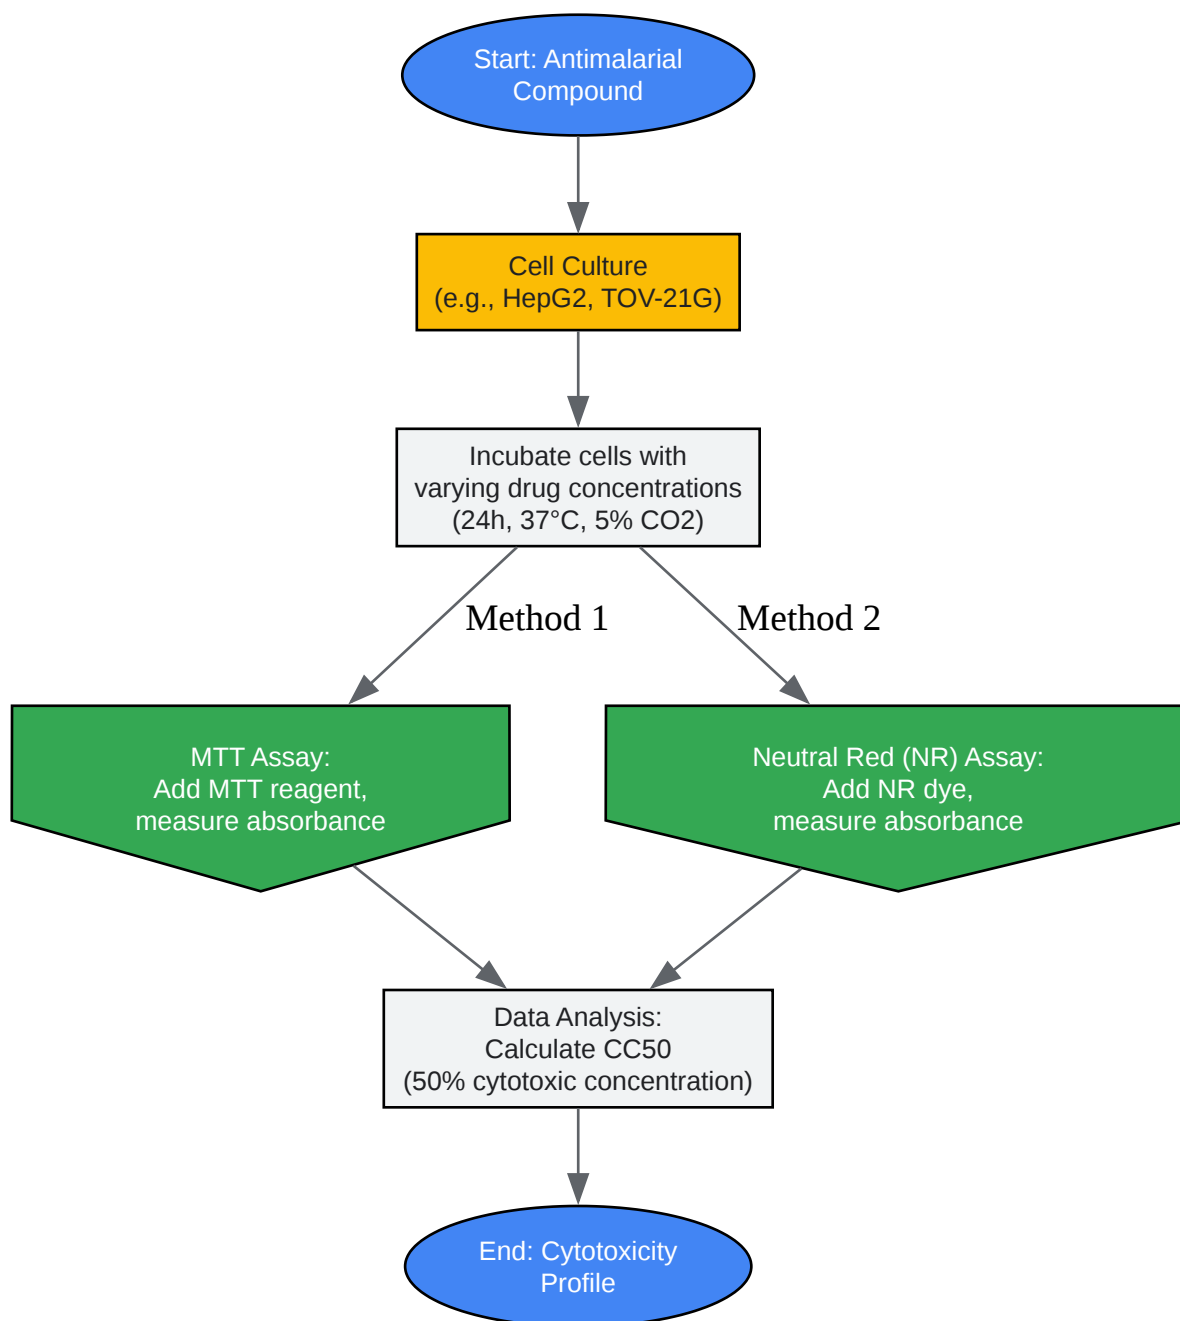 Start: Antimalarial
Compound
Cell Culture
(e.g., HepG2, TOV-21G)
Incubate cells with
varying drug concentrations
(24h, 37°C, 5% CO2)
Method 1
Method 2
MTT Assay:
Add MTT reagent,
measure absorbance
Neutral Red (NR) Assay:
Add NR dye,
measure absorbance
Data Analysis:
Calculate CC50
(50% cytotoxic concentration)
End: Cytotoxicity
Profile